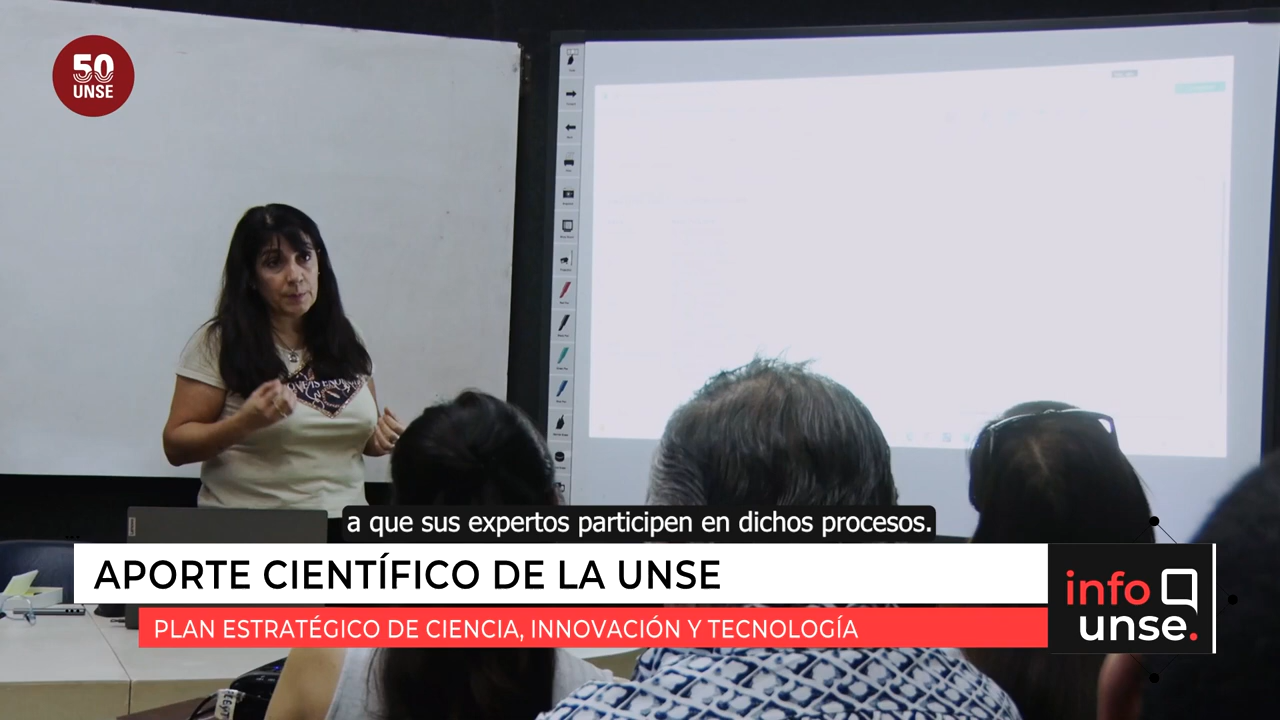 50
UNSE
a que sus expertos participen en dichos procesos.
APORTE CIENTÍFICO DE LA UNSE
PLAN ESTRATÉGICO DE CIENCIA, INNOVACIÓN Y TECNOLOGÍA
info
unse.